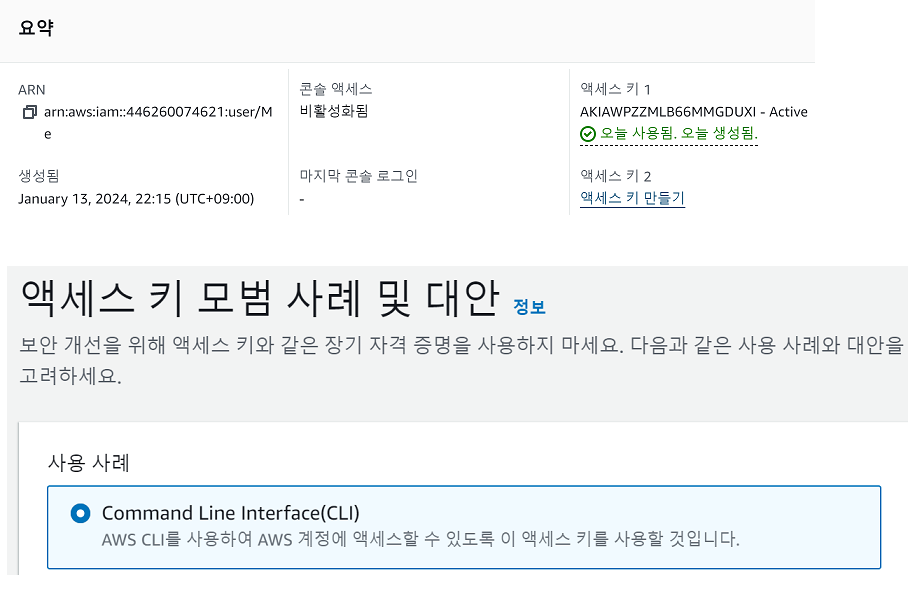 요약
ARN
arn:aws:iam::446260074621:user/M
e
생성됨
January 13, 2024, 22:15 (UTC+09:00)
콘솔 액세스
비활성화됨
마지막 콘솔 로그인
-
액세스 키 1
AKIAWPZZMLB66MMGDUXI - Active
오늘 사용됨. 오늘 생성됨.
액세스 키 2
액세스 키 만들기
액세스 키 모범 사례 및 대안 정보
보안 개선을 위해 액세스 키와 같은 장기 자격 증명을 사용하지 마세요. 다음과 같은 사용 사례와 대안을
고려하세요.
사용 사례
Command Line Interface(CLI)
AWS CLI를 사용하여 AWS 계정에 액세스할 수 있도록 이 액세스 키를 사용할 것입니다.